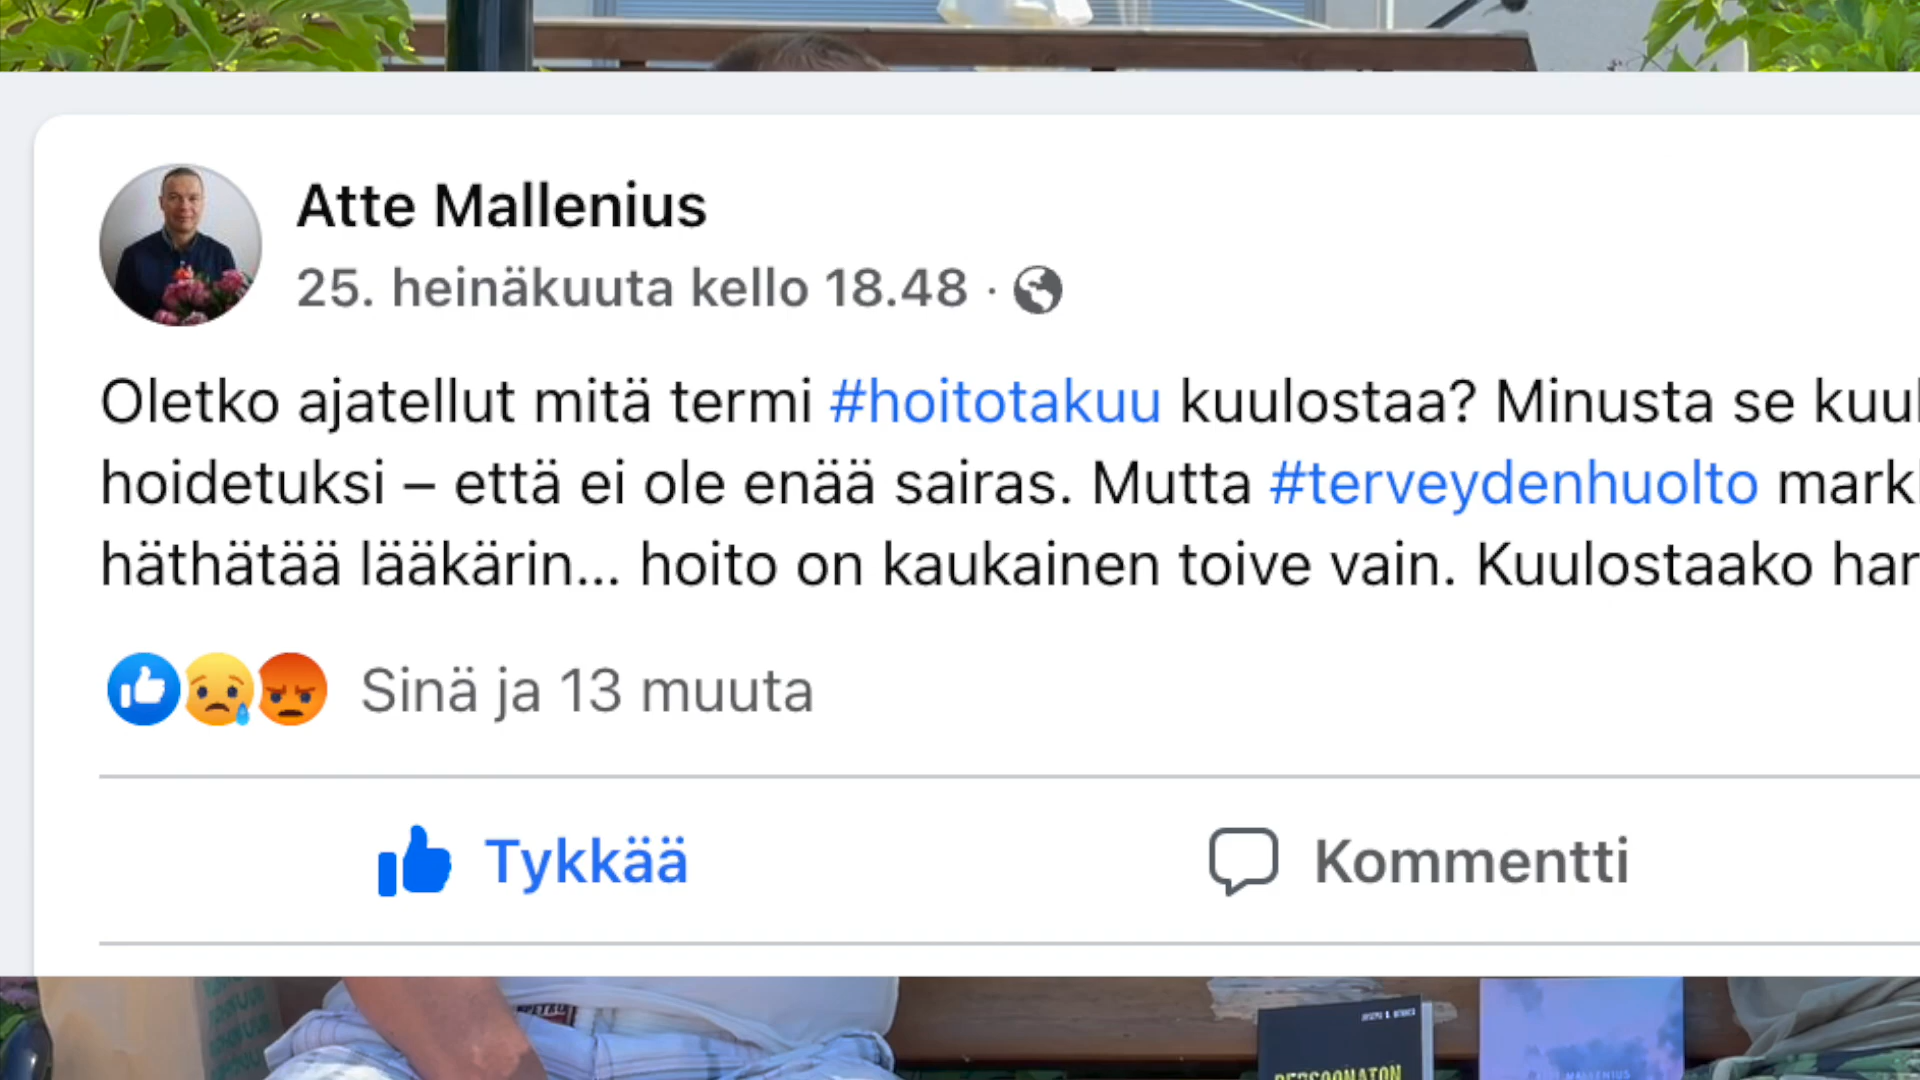 Atte Mallenius
25. heinäkuuta kello 18.48 ·
Oletko ajatellut mitä termi #hoitotakuu kuulostaa? Minusta se kuul
hoidetuksi – että ei ole enää sairas. Mutta #terveydenhuolto mark
häthätää lääkärin... hoito on kaukainen toive vain. Kuulostaako har
Sinä ja 13 muuta
Tykkää
Kommentti
PERSOONATON